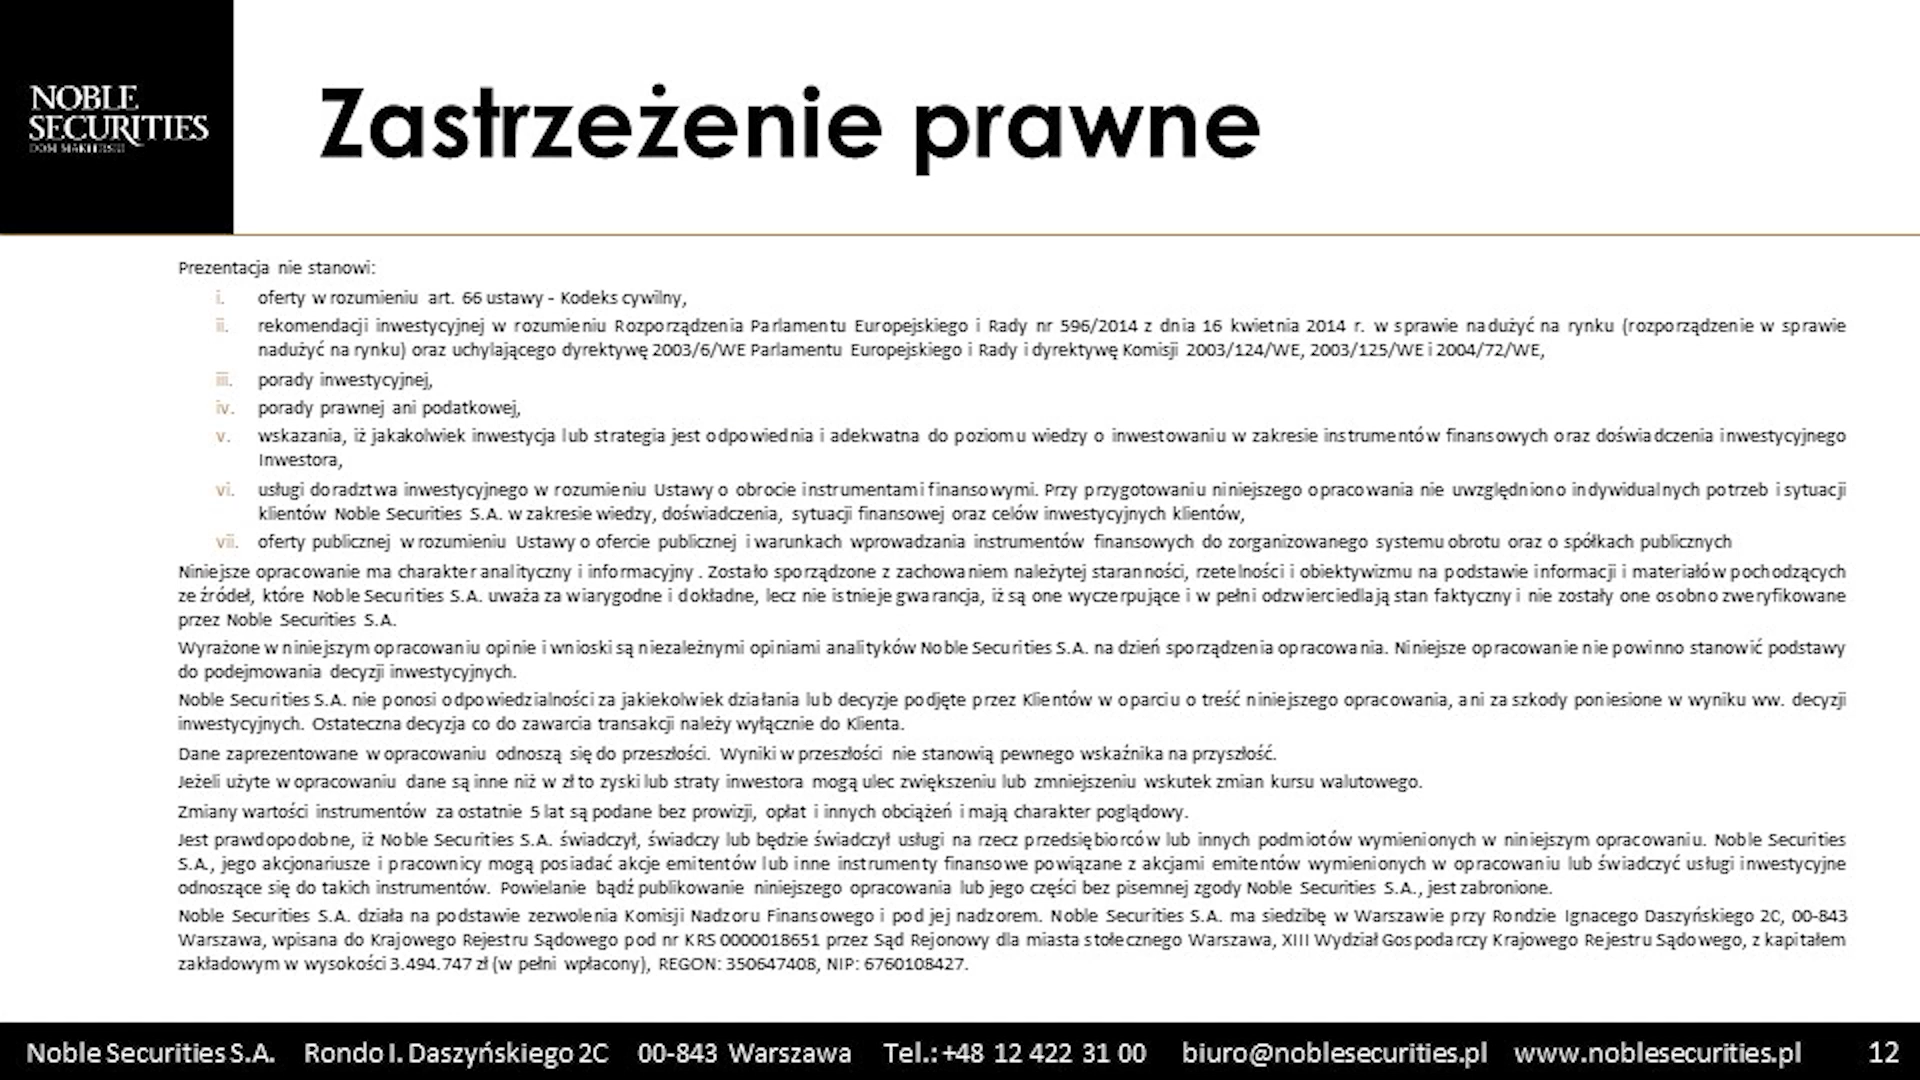 NOBLE
SECURITIES
DOM MAKLERSKI
Zastrzeżenie prawne
Prezentacja nie stanowi:
i. oferty w rozumieniu art. 66 ustawy - Kodeks cywilny,
ii. rekomendacji inwestycyjnej w rozumieniu Rozporządzenia Parlamentu Europejskiego i Rady nr 596/2014 z dnia 16 kwietnia 2014 r. w sprawie nadużyć na rynku (rozporządzenie w sprawie
nadużyć na rynku) oraz uchylającego dyrektywę 2003/6/WE Parlamentu Europejskiego i Rady i dyrektywę Komisji 2003/124/WE, 2003/125/WE i 2004/72/WE,
iii. porady inwestycyjnej,
iv. porady prawnej ani podatkowej,
v. wskazania, iż jakakolwiek inwestycja lub strategia jest odpowiednia i adekwatna do poziomu wiedzy o inwestowaniu w zakresie instrumentów finansowych oraz doświadczenia inwestycyjnego
Inwestora,
vi. usługi doradztwa inwestycyjnego w rozumieniu Ustawy o obrocie instrumentami finansowymi. Przy przygotowaniu niniejszego opracowania nie uwzględniono indywidualnych potrzeb i sytuacji
klientów Noble Securities S.A. w zakresie wiedzy, doświadczenia, sytuacji finansowej oraz celów inwestycyjnych klientów,
vii. oferty publicznej w rozumieniu Ustawy o ofercie publicznej i warunkach wprowadzania instrumentów finansowych do zorganizowanego systemu obrotu oraz o spółkach publicznych
Niniejsze opracowanie ma charakter analityczny i informacyjny . Zostało sporządzone z zachowaniem należytej staranności, rzetelności i obiektywizmu na podstawie informacji i materiałów pochodzących
ze źródeł, które Noble Securities S.A. uważa za wiarygodne i dokładne, lecz nie istnieje gwarancja, iż są one wyczerpujące i w pełni odzwierciedlają stan faktyczny i nie zostały one osobno zweryfikowane
przez Noble Securities S.A.
Wyrażone w niniejszym opracowaniu opinie i wnioski są niezależnymi opiniami analityków Noble Securities S.A. na dzień sporządzenia opracowania. Niniejsze opracowanie nie powinno stanowić podstawy
do podejmowania decyzji inwestycyjnych.
Noble Securities S.A. nie ponosi odpowiedzialności za jakiekolwiek działania lub decyzje podjęte przez Klientów w oparciu o treść niniejszego opracowania, ani za szkody poniesione w wyniku ww. decyzji
inwestycyjnych. Ostateczna decyzja co do zawarcia transakcji należy wyłącznie do Klienta.
Dane zaprezentowane w opracowaniu odnoszą się do przeszłości. Wyniki w przeszłości nie stanowią pewnego wskaźnika na przyszłość.
Jeżeli użyte w opracowaniu dane są inne niż w zł to zyski lub straty inwestora mogą ulec zwiększeniu lub zmniejszeniu wskutek zmian kursu walutowego.
Zmiany wartości instrumentów za ostatnie 5 lat są podane bez prowizji, opłat i innych obciążeń i mają charakter poglądowy.
Jest prawdopodobne, iż Noble Securities S.A. świadczył, świadczy lub będzie świadczył usługi na rzecz przedsiębiorców lub innych podmiotów wymienionych w niniejszym opracowaniu. Noble Securities
S.A., jego akcjonariusze i pracownicy mogą posiadać akcje emitentów lub inne instrumenty finansowe powiązane z akcjami emitentów wymienionych w opracowaniu lub świadczyć usługi inwestycyjne
odnoszące się do takich instrumentów. Powielanie bądź publikowanie niniejszego opracowania lub jego części bez pisemnej zgody Noble Securities S.A., jest zabronione.
Noble Securities S.A. działa na podstawie zezwolenia Komisji Nadzoru Finansowego i pod jej nadzorem. Noble Securities S.A. ma siedzibę w Warszawie przy Rondzie Ignacego Daszyńskiego 2C, 00-843
Warszawa, wpisana do Krajowego Rejestru Sądowego pod nr KRS 0000018651 przez Sąd Rejonowy dla miasta stołecznego Warszawa, XIII Wydział Gospodarczy Krajowego Rejestru Sądowego, z kapitałem
zakładowym w wysokości 3.494.747 zł (w pełni wpłacony), REGON: 350647408, NIP: 6760108427.
Noble Securities S.A. Rondo I. Daszyńskiego 2C 00-843 Warszawa Tel.: +48 12 422 31 00 biuro@noblesecurities.pl www.noblesecurities.pl 12